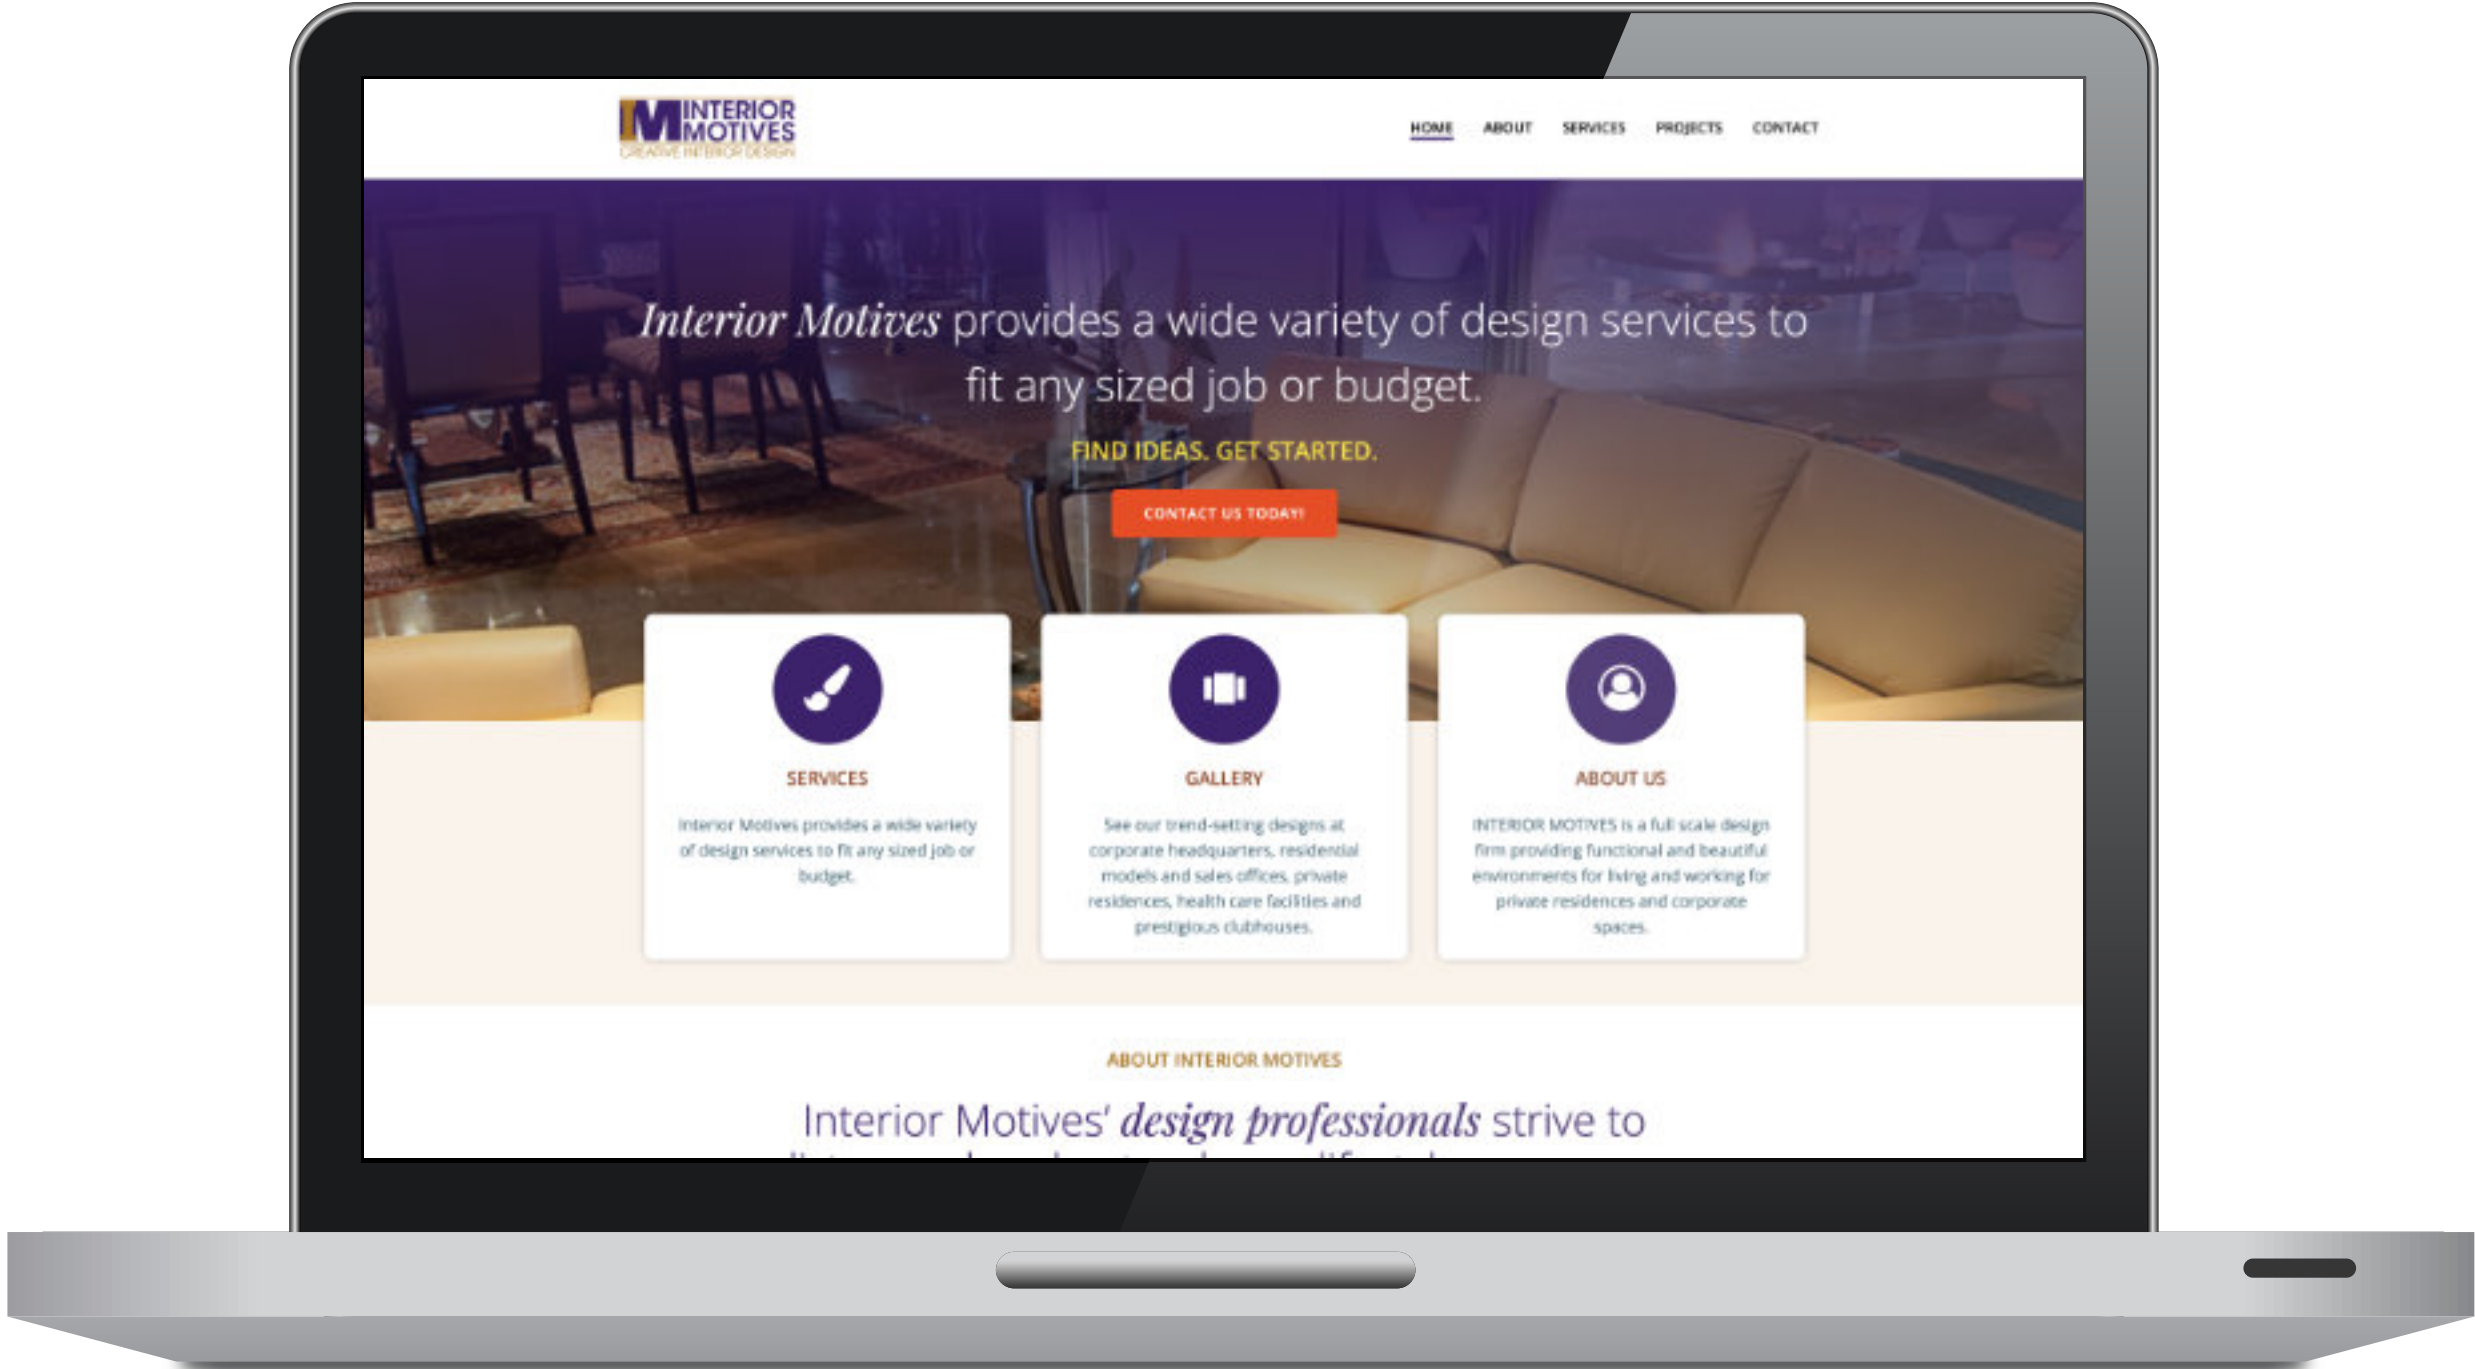 IM INTERIOR
MOTIVES
CREATIVE INTERIOR DESIGN
HOME ABOUT SERVICES PROJECTS CONTACT
Interior Motives provides a wide variety of design services to
fit any sized job or budget.
FIND IDEAS. GET STARTED.
CONTACT US TODAY!
SERVICES
Interior Motives provides a wide variety
of design services to fit any sized job or
budget.
GALLERY
See our trend-setting designs at
corporate headquarters, residential
models and sales offices, private
residences, health care facilities and
prestigious clubhouses.
ABOUT US
INTERIOR MOTIVES is a full scale design
firm providing functional and beautiful
environments for living and working for
private residences and corporate
spaces.
ABOUT INTERIOR MOTIVES
Interior Motives' design professionals strive to